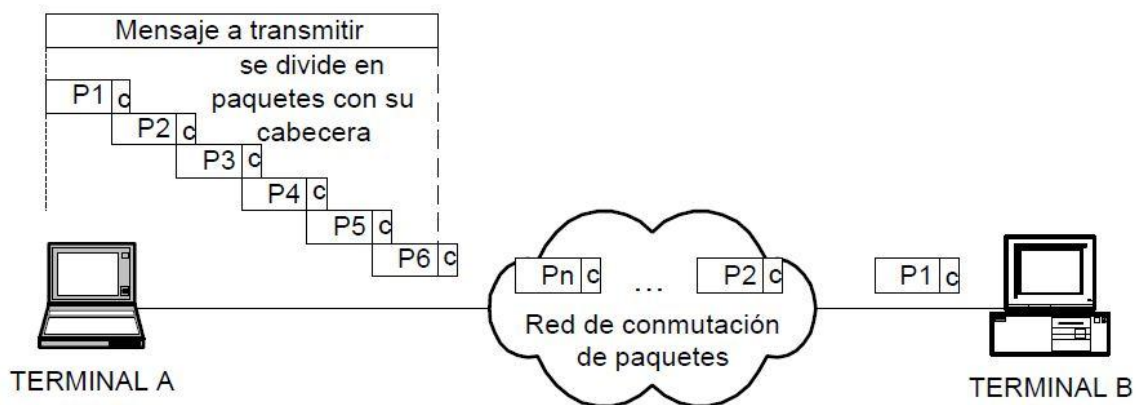 Mensaje a transmitir
se divide en
paquetes con su
cabecera
P1 c
P2 c
P3 c
P4 c
P5 c
P6 c
Pn c ... P2 c P1 c
Red de conmutación
de paquetes
TERMINAL A
TERMINAL B